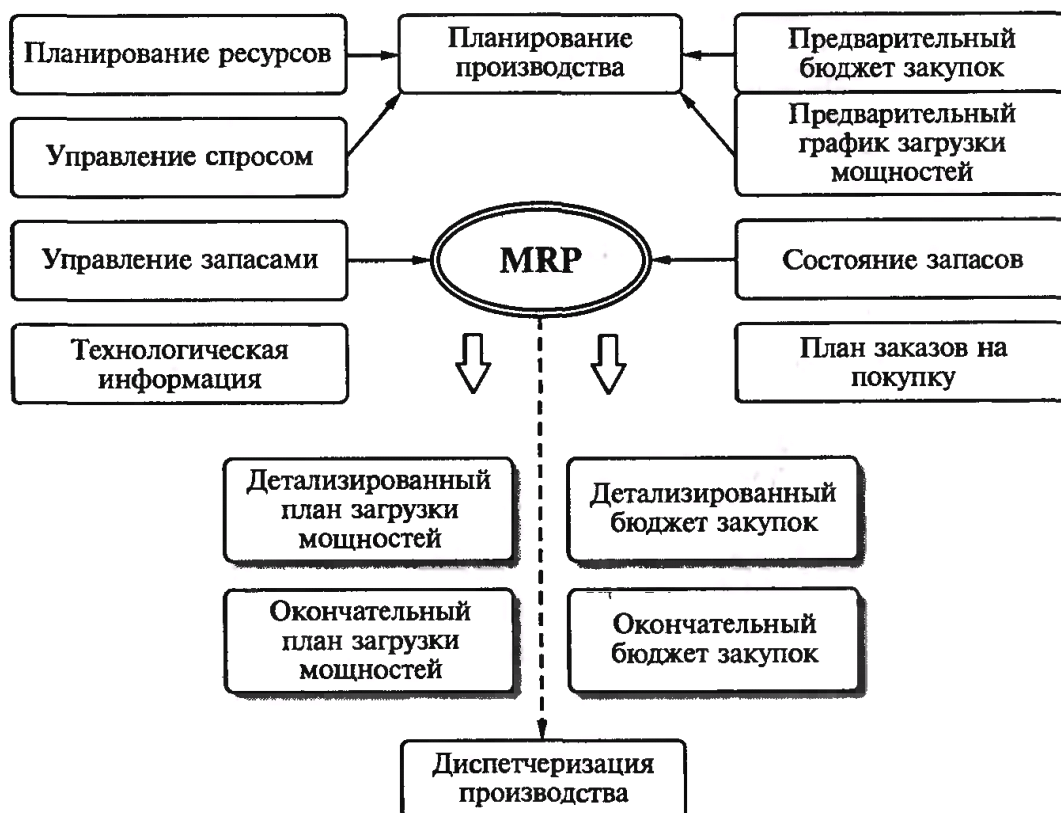 Планирование ресурсов
Планирование
производства
Предварительный
бюджет закупок
Управление спросом
Предварительный
график загрузки
мощностей
Управление запасами
MRP
Состояние запасов
Технологическая
информация
План заказов на
покупку
Детализированный
план загрузки
мощностей
Детализированный
бюджет закупок
Окончательный
план загрузки
мощностей
Окончательный
бюджет закупок
Диспетчеризация
производства